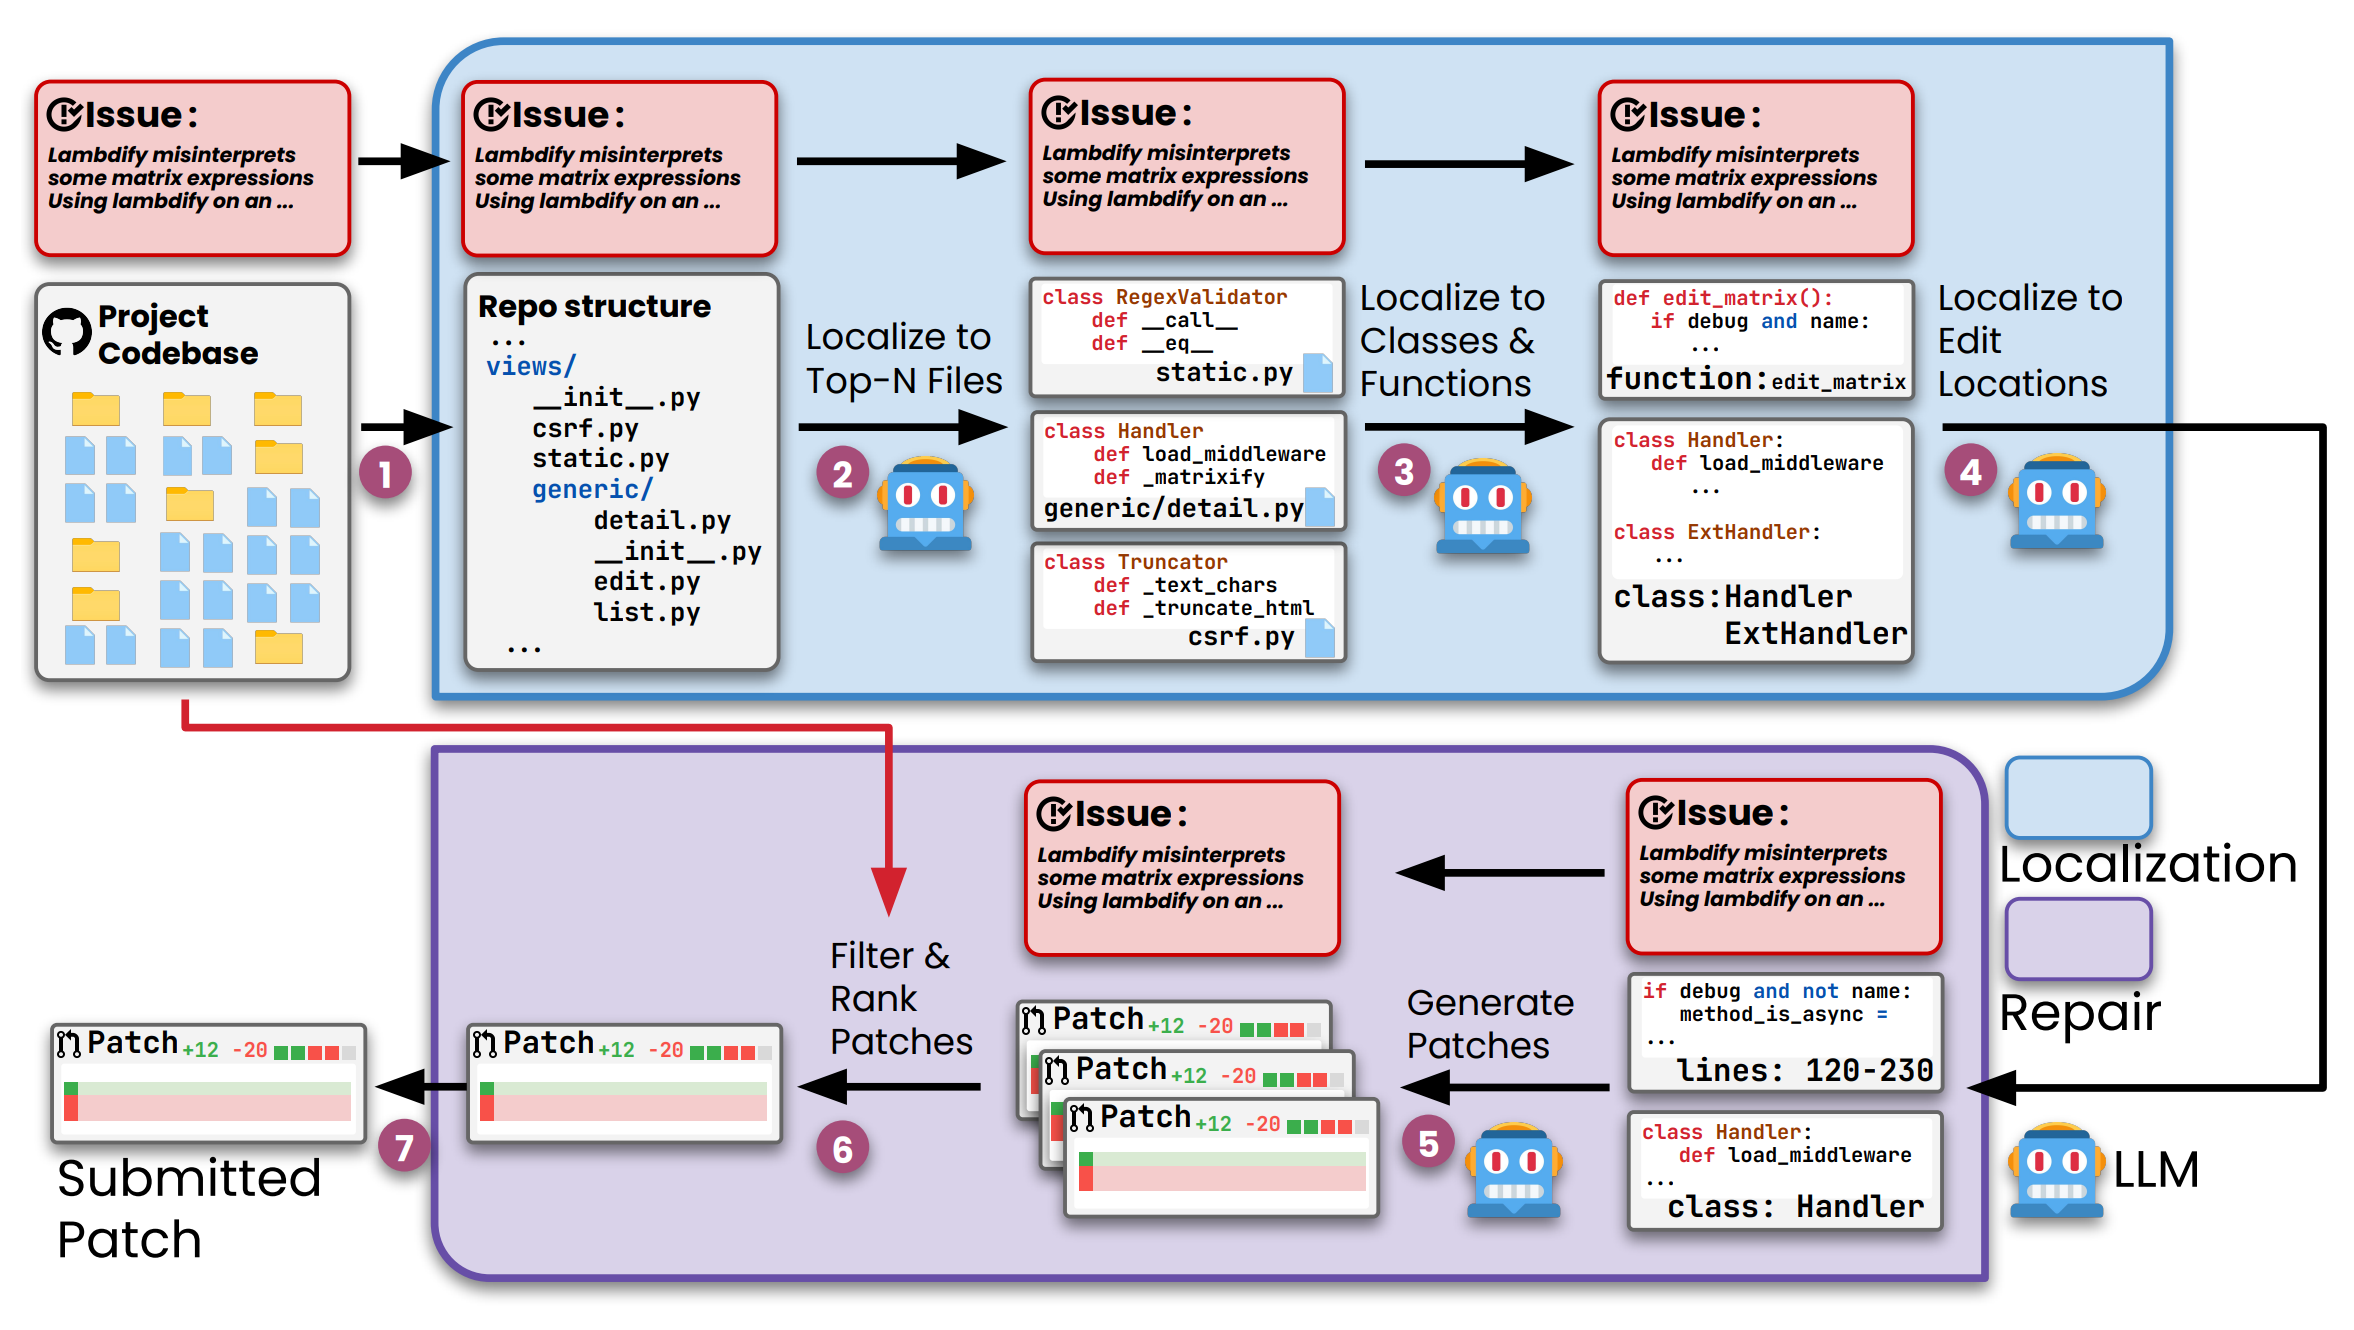 Issue:
Lambdify misinterprets
some matrix expressions
Using lambdify on an ...
Project
Codebase
1
Issue:
Lambdify misinterprets
some matrix expressions
Using lambdify on an ...
Repo structure
...
views/
__init__.py
csrf.py
static.py
generic/
detail.py
__init__.py
edit.py
list.py
...
Localize to
Top-N Files
2
Issue:
Lambdify misinterprets
some matrix expressions
Using lambdify on an ...
class RegexValidator
def __call__
def __eq__
static.py
class Handler
def load_middleware
def _matrixify
generic/detail.py
class Truncator
def _text_chars
def _truncate_html
csrf.py
Localize to
Classes &
Functions
3
Issue:
Lambdify misinterprets
some matrix expressions
Using lambdify on an ...
def edit_matrix():
if debug and name:
...
function:edit_matrix
class Handler:
def load_middleware
...
class ExtHandler:
...
class:Handler
ExtHandler
Localize to
Edit
Locations
4
Localization
Repair
LLM
Issue:
Lambdify misinterprets
some matrix expressions
Using lambdify on an ...
if debug and not name:
method_is_async =
...
lines: 120-230
class Handler:
def load_middleware
...
class: Handler
Generate
Patches
5
Issue:
Lambdify misinterprets
some matrix expressions
Using lambdify on an ...
Patch +12 -20
Patch +12 -20
Patch +12 -20
Filter &
Rank
Patches
6
Patch +12 -20
7
Patch +12 -20
Submitted
Patch